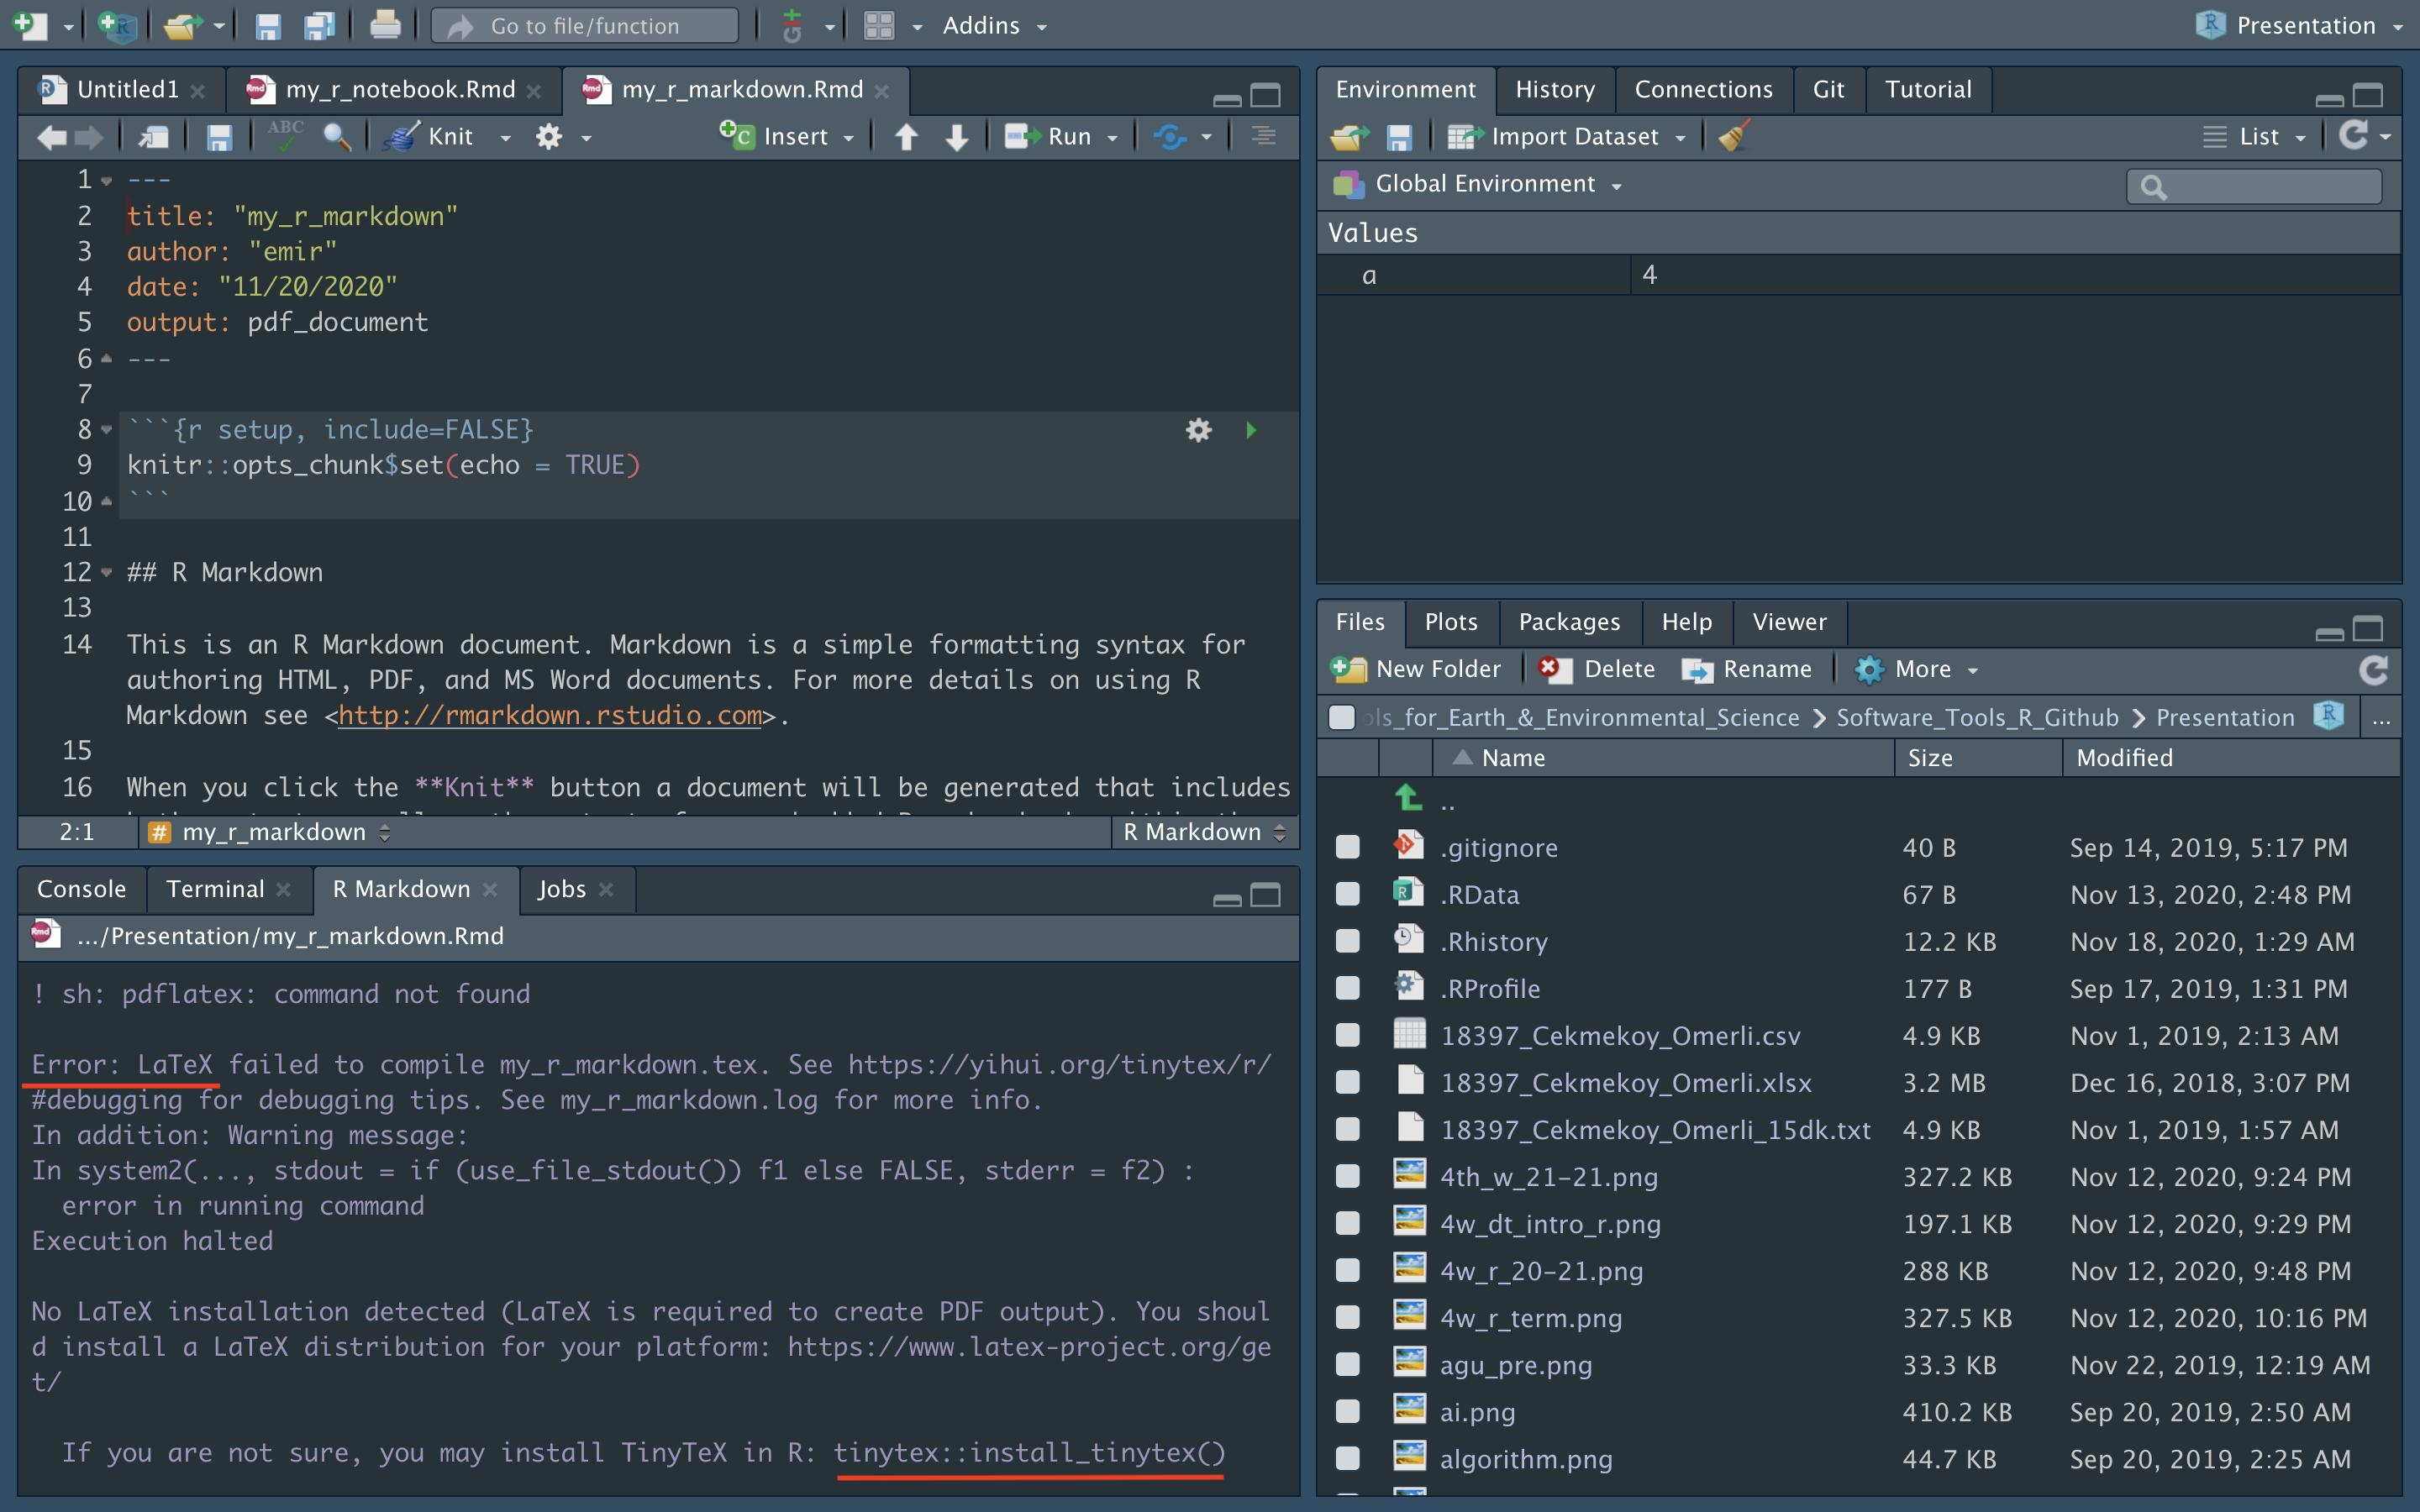 Go to file/function
Addins
Presentation
Untitled1
my_r_notebook.Rmd
my_r_markdown.Rmd
ABC
Knit
Insert
Run
1 ---
2 title: "my_r_markdown"
3 author: "emir"
4 date: "11/20/2020"
5 output: pdf_document
6 ---
7
8 ```{r setup, include=FALSE}
9 knitr::opts_chunk$set(echo = TRUE)
10 ```
11
12 ## R Markdown
13
14 This is an R Markdown document. Markdown is a simple formatting syntax for
authoring HTML, PDF, and MS Word documents. For more details on using R
Markdown see <http://rmarkdown.rstudio.com>.
15
16 When you click the **Knit** button a document will be generated that includes
2:1
# my_r_markdown
R Markdown
Console
Terminal
R Markdown
Jobs
Rmd
.../Presentation/my_r_markdown.Rmd
! sh: pdflatex: command not found
Error: LaTeX failed to compile my_r_markdown.tex. See https://yihui.org/tinytex/r/
#debugging for debugging tips. See my_r_markdown.log for more info.
In addition: Warning message:
In system2(..., stdout = if (use_file_stdout()) f1 else FALSE, stderr = f2) :
error in running command
Execution halted
No LaTeX installation detected (LaTeX is required to create PDF output). You shoul
d install a LaTeX distribution for your platform: https://www.latex-project.org/ge
t/
If you are not sure, you may install TinyTeX in R: tinytex::install_tinytex()
Environment
History
Connections
Git
Tutorial
Import Dataset
List
Global Environment
Values
a 4
Files
Plots
Packages
Help
Viewer
New Folder
Delete
Rename
More
ols_for_Earth_&_Environmental_Science > Software_Tools_R_Github > Presentation
...
Name Size Modified
..
.gitignore 40 B Sep 14, 2019, 5:17 PM
.RData 67 B Nov 13, 2020, 2:48 PM
.Rhistory 12.2 KB Nov 18, 2020, 1:29 AM
.RProfile 177 B Sep 17, 2019, 1:31 PM
18397_Cekmekoy_Omerli.csv 4.9 KB Nov 1, 2019, 2:13 AM
18397_Cekmekoy_Omerli.xlsx 3.2 MB Dec 16, 2018, 3:07 PM
18397_Cekmekoy_Omerli_15dk.txt 4.9 KB Nov 1, 2019, 1:57 AM
4th_w_21-21.png 327.2 KB Nov 12, 2020, 9:24 PM
4w_dt_intro_r.png 197.1 KB Nov 12, 2020, 9:29 PM
4w_r_20-21.png 288 KB Nov 12, 2020, 9:48 PM
4w_r_term.png 327.5 KB Nov 12, 2020, 10:16 PM
agu_pre.png 33.3 KB Nov 22, 2019, 12:19 AM
ai.png 410.2 KB Sep 20, 2019, 2:50 AM
algorithm.png 44.7 KB Sep 20, 2019, 2:25 AM